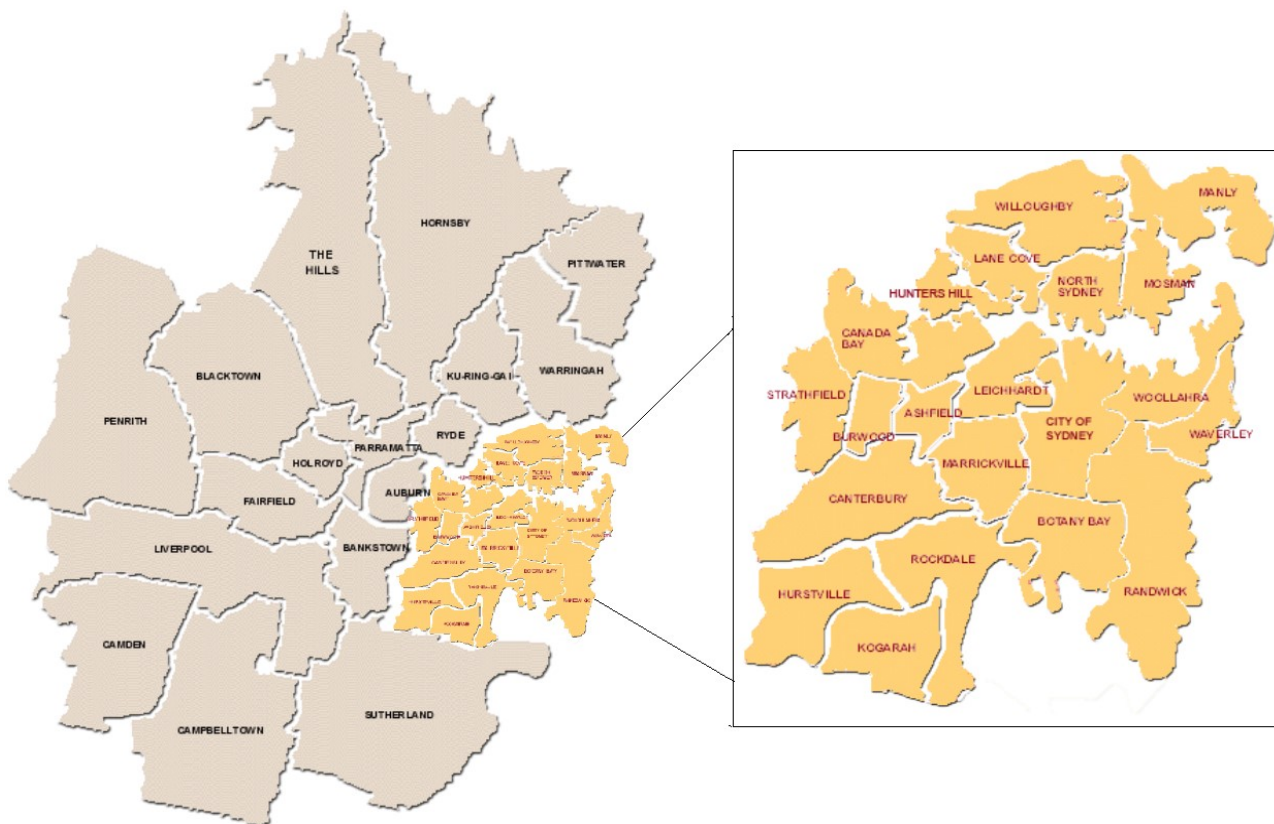 HORNSBY
THE
HILLS
PITTWATER
BLACKTOWN
KU-RING-GAI
WARRINGAH
PENRITH
PARRAMATTA
RYDE
HOLROYD
AUBURN
FAIRFIELD
LIVERPOOL
BANKSTOWN
CAMDEN
CAMPBELLTOWN
SUTHERLAND
MANLY
WILLOUGHBY
LANE COVE
NORTH
SYDNEY
MOSMAN
HUNTERS HILL
CANADA
BAY
STRATHFIELD
LEICHHARDT
WOOLLAHRA
ASHFIELD
BURWOOD
CITY OF
SYDNEY
WAVERLEY
MARRICKVILLE
CANTERBURY
BOTANY BAY
ROCKDALE
HURSTVILLE
RANDWICK
KOGARAH